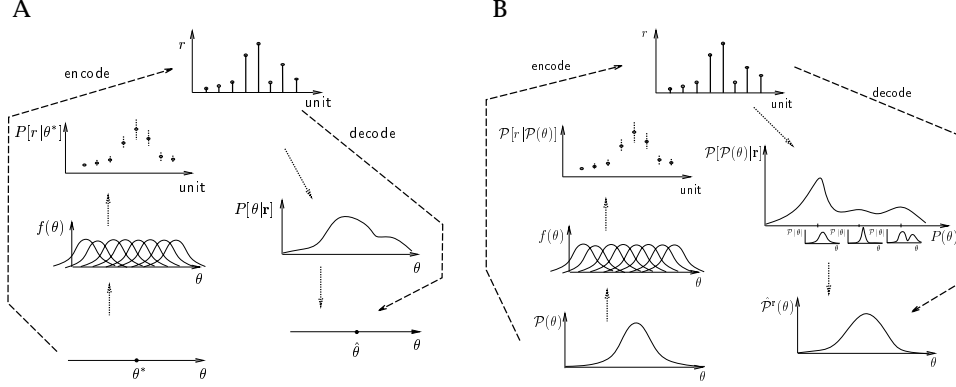 A
r
encode
unit
P[r|θ*]
decode
unit
P[θ|r]
f(θ)
θ
θ
θ̂
θ
θ*
θ
B
r
encode
unit
decode
𝒫[r|𝒫(θ)]
𝒫[𝒫(θ)|r]
unit
f(θ)
𝒫(θ)
𝒫(θ)
θ
θ
θ
P(θ)
θ
𝒫(θ)
𝒫̂ʳ(θ)
θ
θ